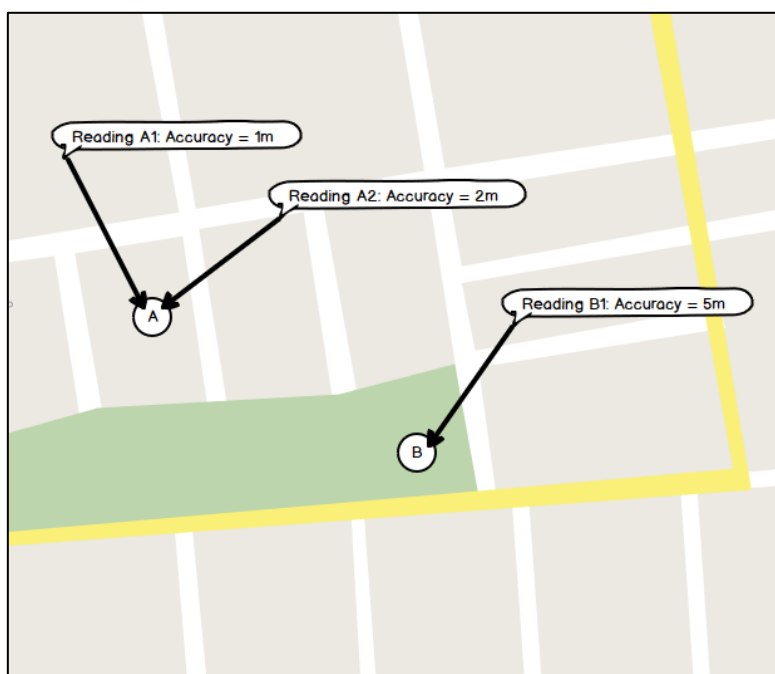 Reading A1: Accuracy = 1m
Reading A2: Accuracy = 2m
Reading B1: Accuracy = 5m
A
B